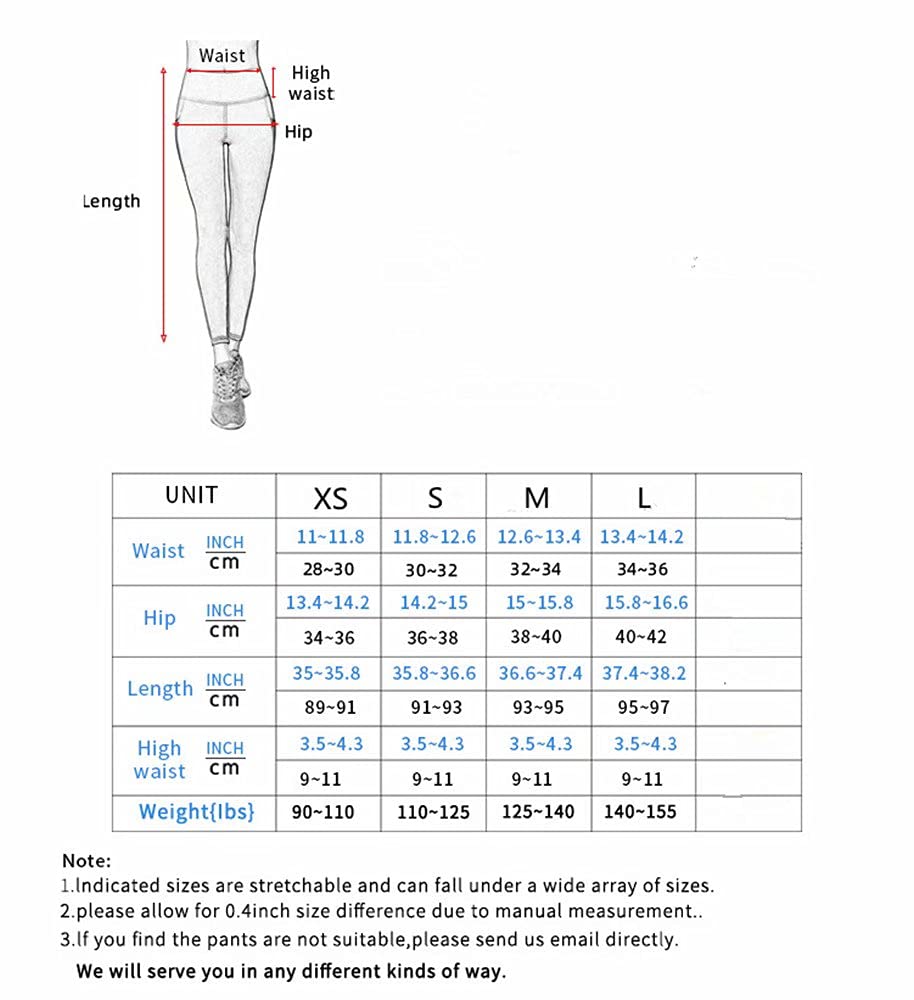 Waist
High
waist
Hip
Length
UNIT XS S M L
Waist INCH 11~11.8 11.8~12.6 12.6~13.4 13.4~14.2
cm 28~30 30~32 32~34 34~36
Hip INCH 13.4~14.2 14.2~15 15~15.8 15.8~16.6
cm 34~36 36~38 38~40 40~42
Length INCH 35~35.8 35.8~36.6 36.6~37.4 37.4~38.2
cm 89~91 91~93 93~95 95~97
High waist INCH 3.5~4.3 3.5~4.3 3.5~4.3 3.5~4.3
cm 9~11 9~11 9~11 9~11
Weight{lbs} 90~110 110~125 125~140 140~155
Note:
1.Indicated sizes are stretchable and can fall under a wide array of sizes.
2.please allow for 0.4inch size difference due to manual measurement..
3.If you find the pants are not suitable,please send us email directly.
We will serve you in any different kinds of way.